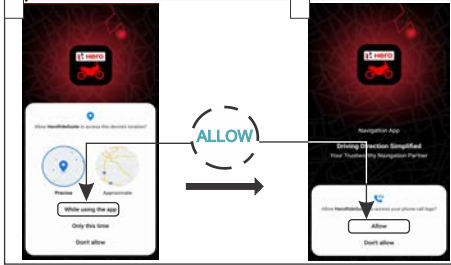 Hero
Allow HeroRideGuide to access this device's location?
Precise
Approximate
While using the app
Only this time
Don't allow
ALLOW
Hero
Navigation App
Driving Direction Simplified
Your Trustworthy Navigation Partner
Allow HeroRideGuide to access your phone call logs?
Allow
Don't allow